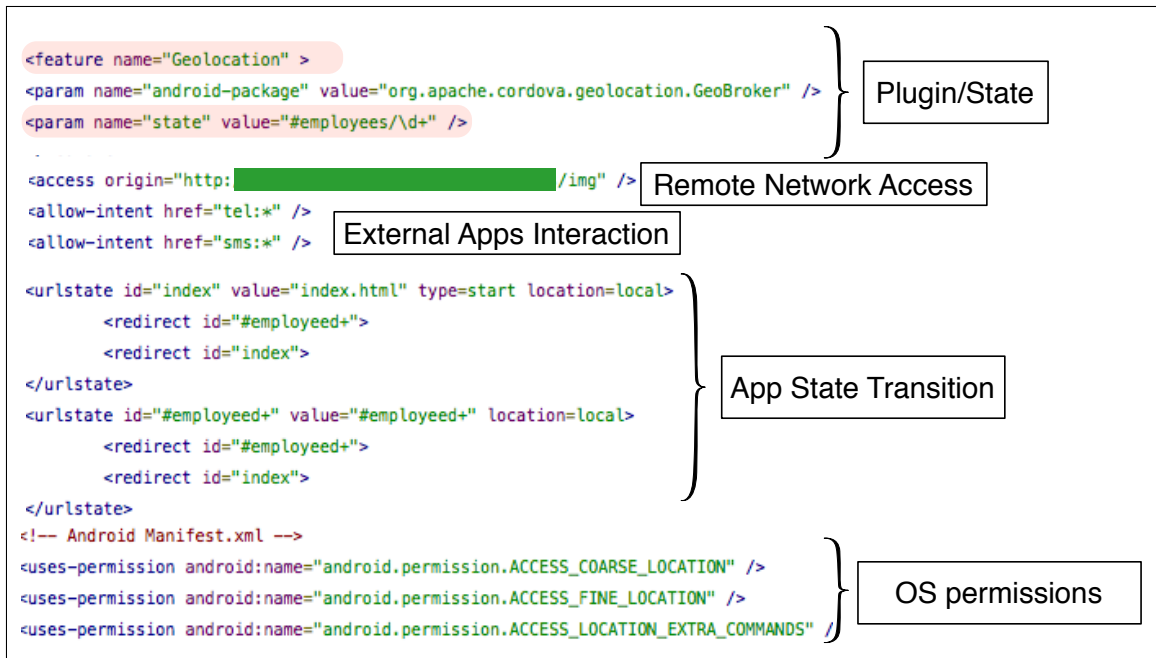 <feature name="Geolocation" >
<param name="android-package" value="org.apache.cordova.geolocation.GeoBroker" />
<param name="state" value="#employees/\d+" />
Plugin/State
<access origin="http: /img" />
Remote Network Access
<allow-intent href="tel:*" />
<allow-intent href="sms:*" />
External Apps Interaction
<urlstate id="index" value="index.html" type=start location=local>
<redirect id="#employeed+">
<redirect id="index">
</urlstate>
<urlstate id="#employeed+" value="#employeed+" location=local>
<redirect id="#employeed+">
<redirect id="index">
</urlstate>
App State Transition
<!-- Android Manifest.xml -->
<uses-permission android:name="android.permission.ACCESS_COARSE_LOCATION" />
<uses-permission android:name="android.permission.ACCESS_FINE_LOCATION" />
<uses-permission android:name="android.permission.ACCESS_LOCATION_EXTRA_COMMANDS" /
OS permissions